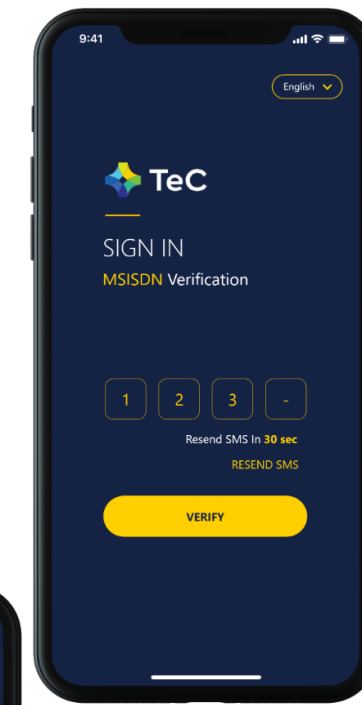 9:41
English
TeC
SIGN IN
MSISDN Verification
1 2 3 -
Resend SMS In 30 sec
RESEND SMS
VERIFY